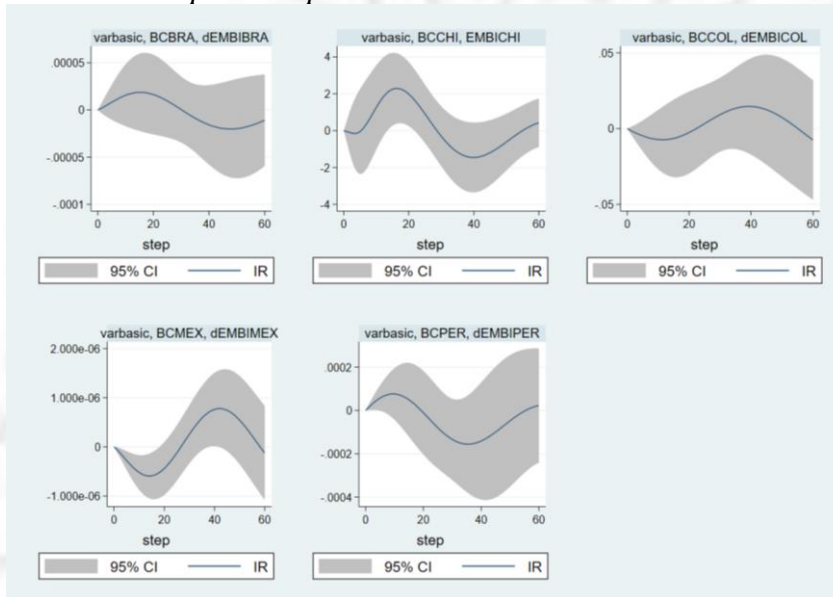 varbasic, BCBRA, dEMBIBRA
.00005
0
-.00005
-.0001
0 20 40 60
step
95% CI IR
varbasic, BCCHI, EMBICHI
4
2
0
-2
-4
0 20 40 60
step
95% CI IR
varbasic, BCCOL, dEMBICOL
.05
0
-.05
0 20 40 60
step
95% CI IR
varbasic, BCMEX, dEMBIMEX
2.000e-06
1.000e-06
0
-1.000e-06
0 20 40 60
step
95% CI IR
varbasic, BCPER, dEMBIPER
.0002
0
-.0002
-.0004
0 20 40 60
step
95% CI IR